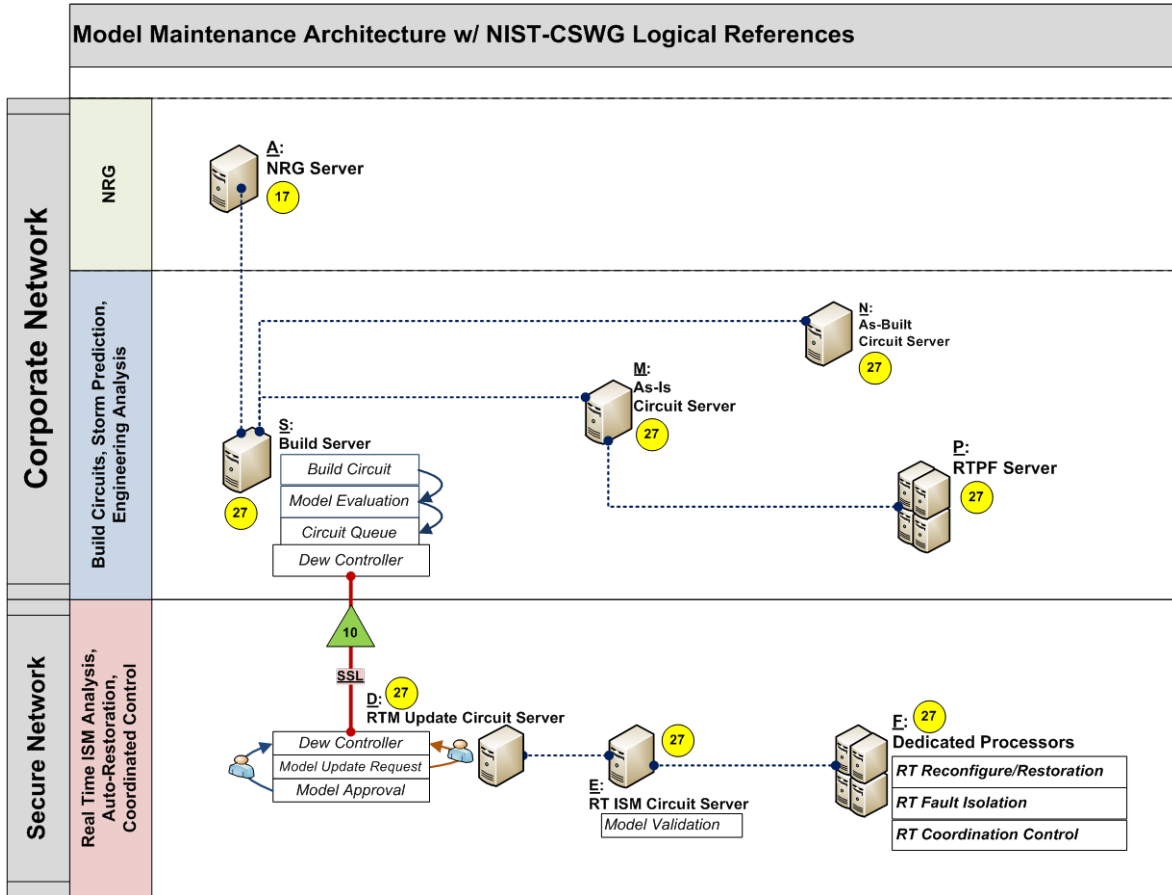 Model Maintenance Architecture w/ NIST-CSWG Logical References
Corporate Network
NRG
A:
NRG Server
17
Build Circuits, Storm Prediction,
Engineering Analysis
N:
As-Built
Circuit Server
27
M:
As-Is
Circuit Server
27
S:
Build Server
27
Build Circuit
Model Evaluation
Circuit Queue
Dew Controller
P:
RTPF Server
27
Secure Network
Real Time ISM Analysis,
Auto-Restoration,
Coordinated Control
10
SSL
D:
27
RTM Update Circuit Server
Dew Controller
Model Update Request
Model Approval
27
E:
RT ISM Circuit Server
Model Validation
F:
27
Dedicated Processors
RT Reconfigure/Restoration
RT Fault Isolation
RT Coordination Control